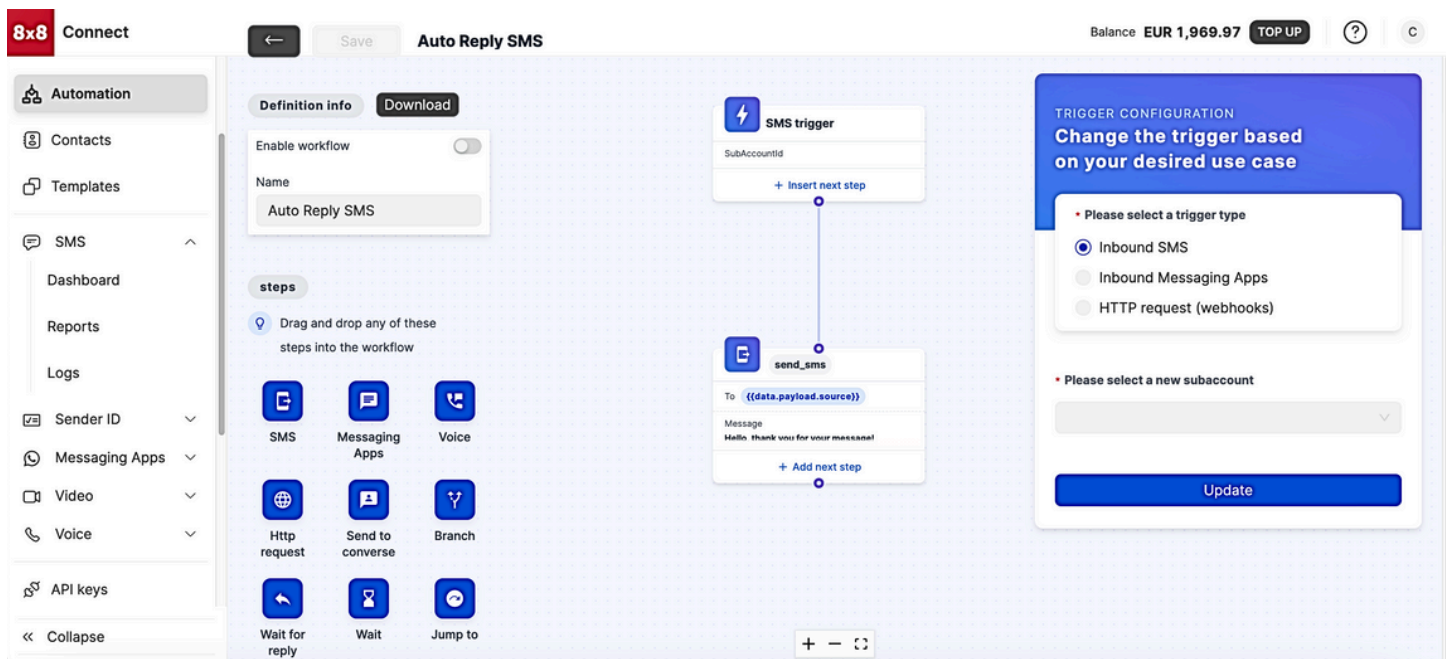 8x8 Connect
Save
Auto Reply SMS
Balance EUR 1,969.97 TOP UP
?
C
Automation
Contacts
Templates
SMS
Dashboard
Reports
Logs
Sender ID
Messaging Apps
Video
Voice
API keys
« Collapse
Definition info Download
Enable workflow
Name
Auto Reply SMS
steps
Drag and drop any of these
steps into the workflow
SMS
Messaging
Apps
Voice
Http
request
Send to
converse
Branch
Wait for
reply
Wait
Jump to
SMS trigger
SubAccountId
+ Insert next step
send_sms
To {{data.payload.source}}
Message
Hello, thank you for your message!
+ Add next step
TRIGGER CONFIGURATION
Change the trigger based
on your desired use case
* Please select a trigger type
Inbound SMS
Inbound Messaging Apps
HTTP request (webhooks)
* Please select a new subaccount
Update